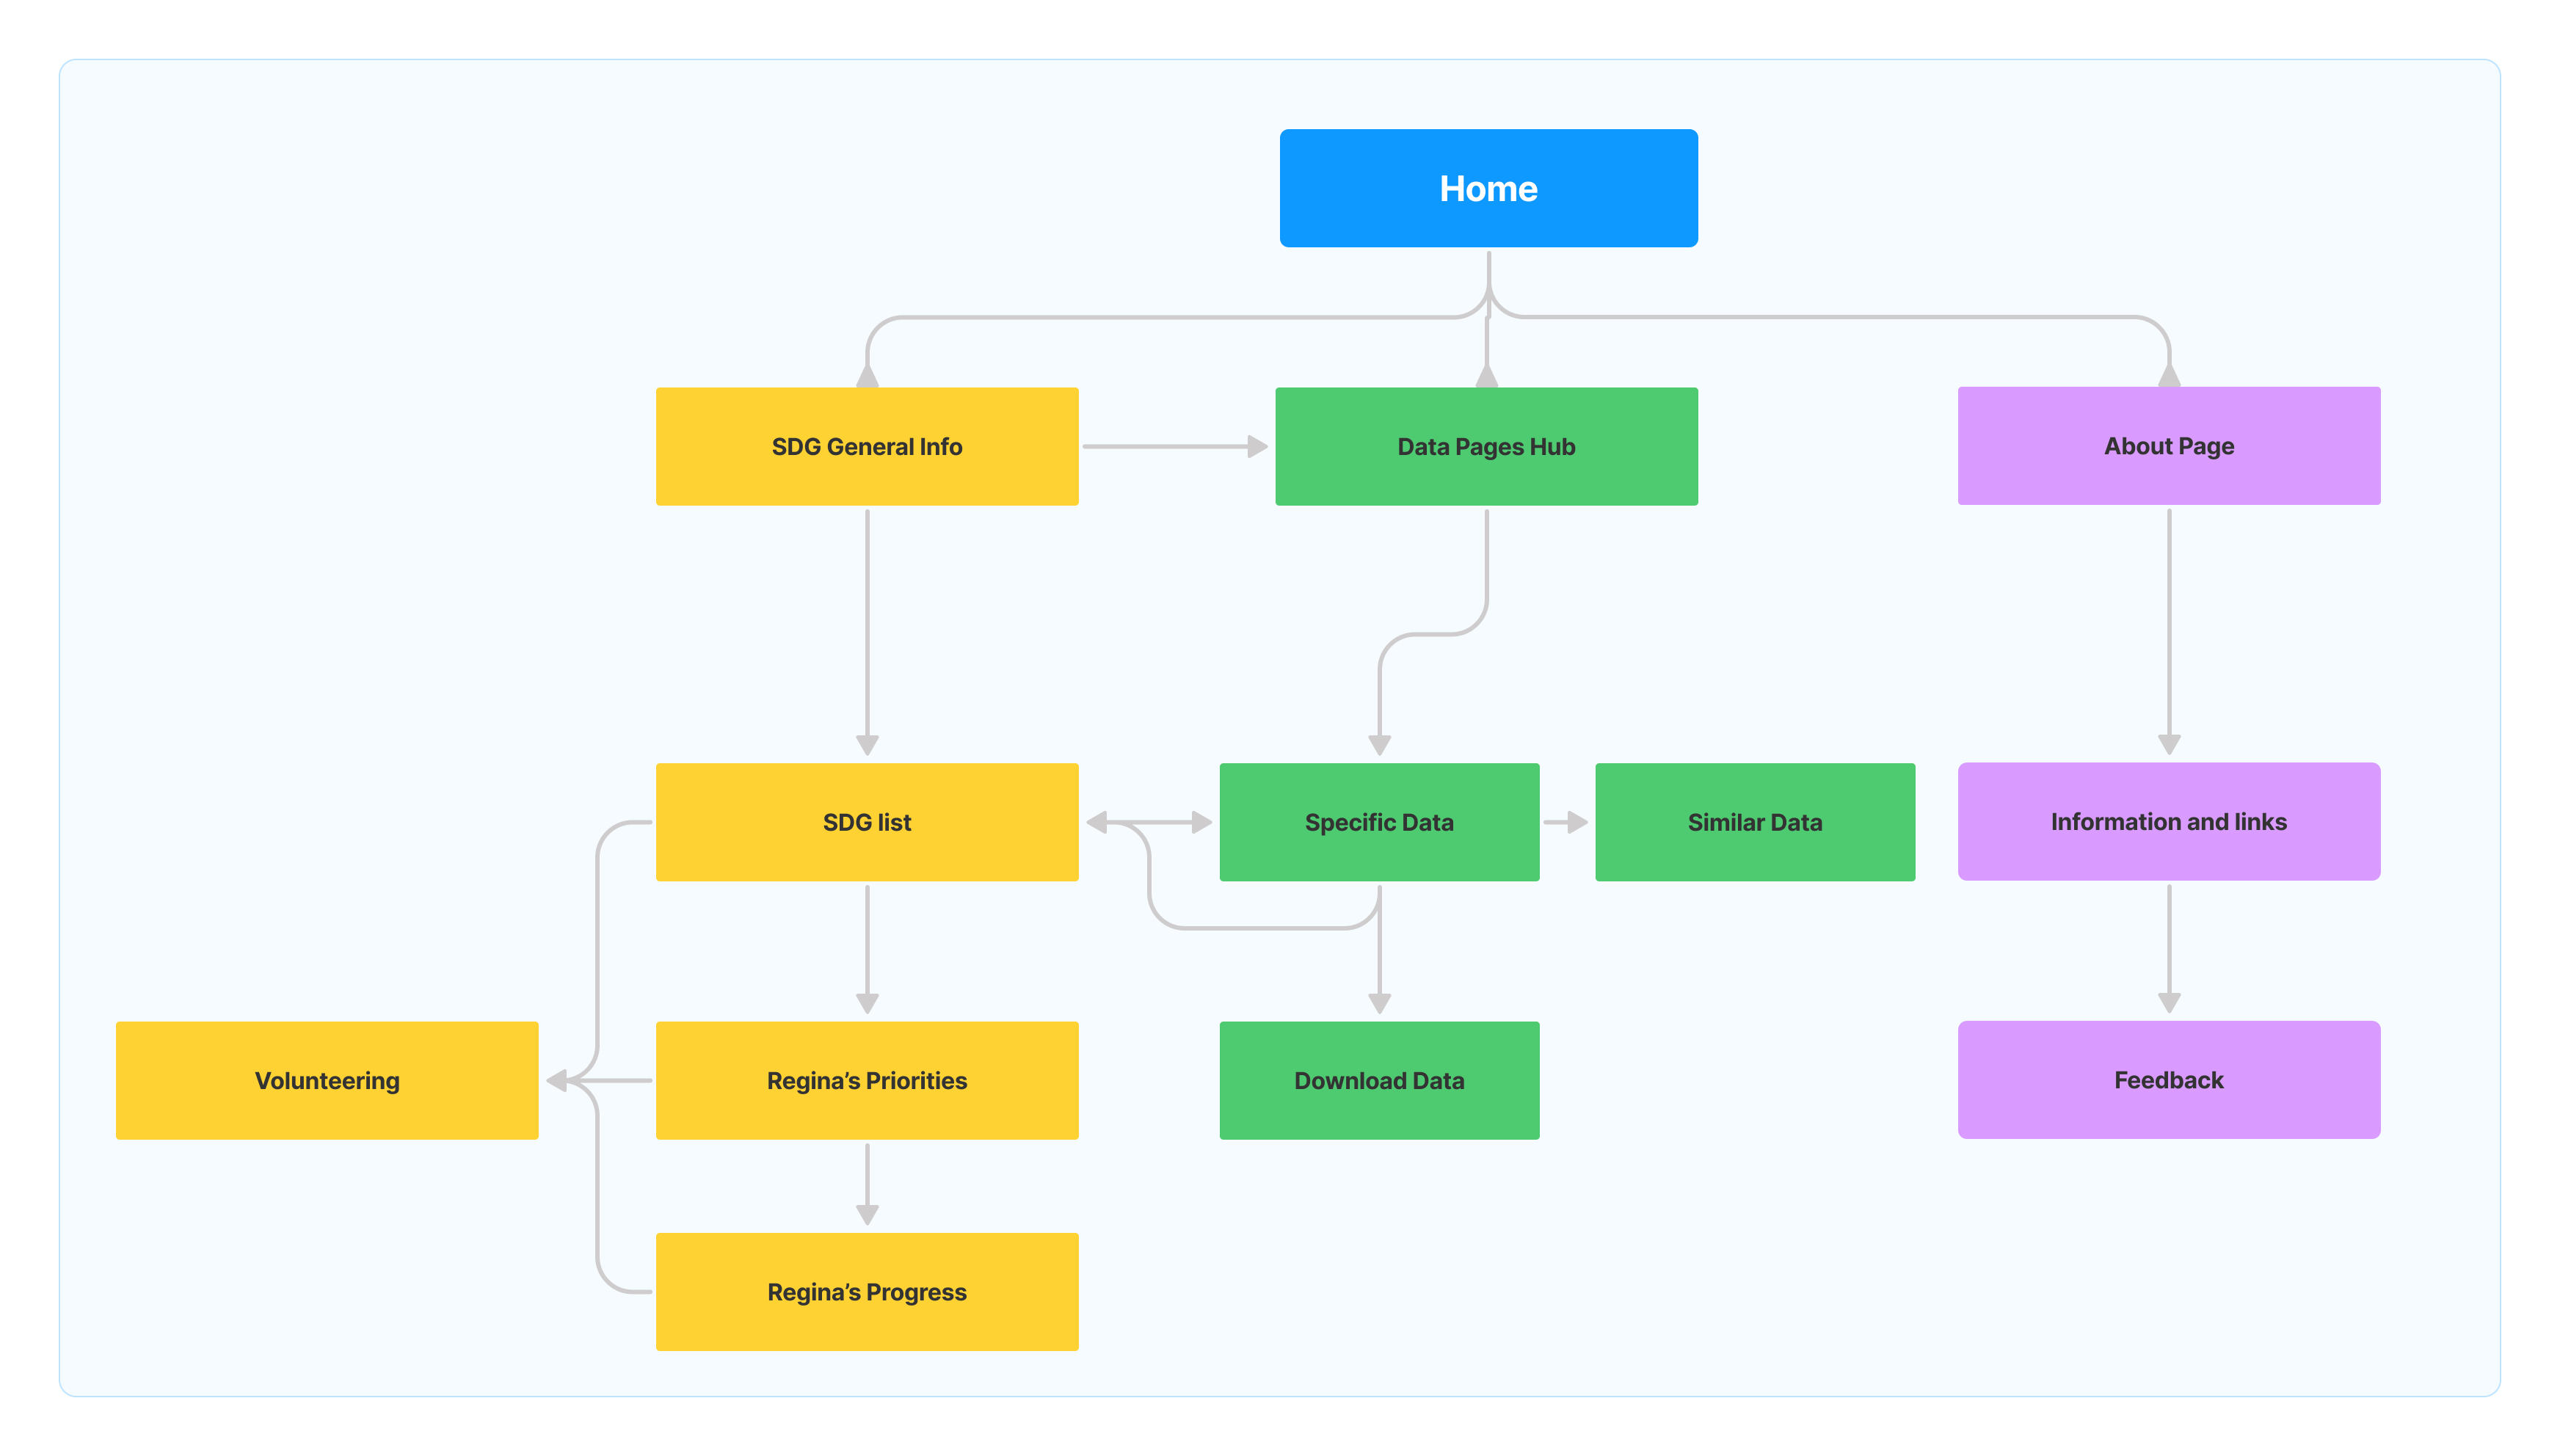 Home
SDG General Info
Data Pages Hub
About Page
SDG list
Specific Data
Similar Data
Information and links
Volunteering
Regina’s Priorities
Download Data
Feedback
Regina’s Progress